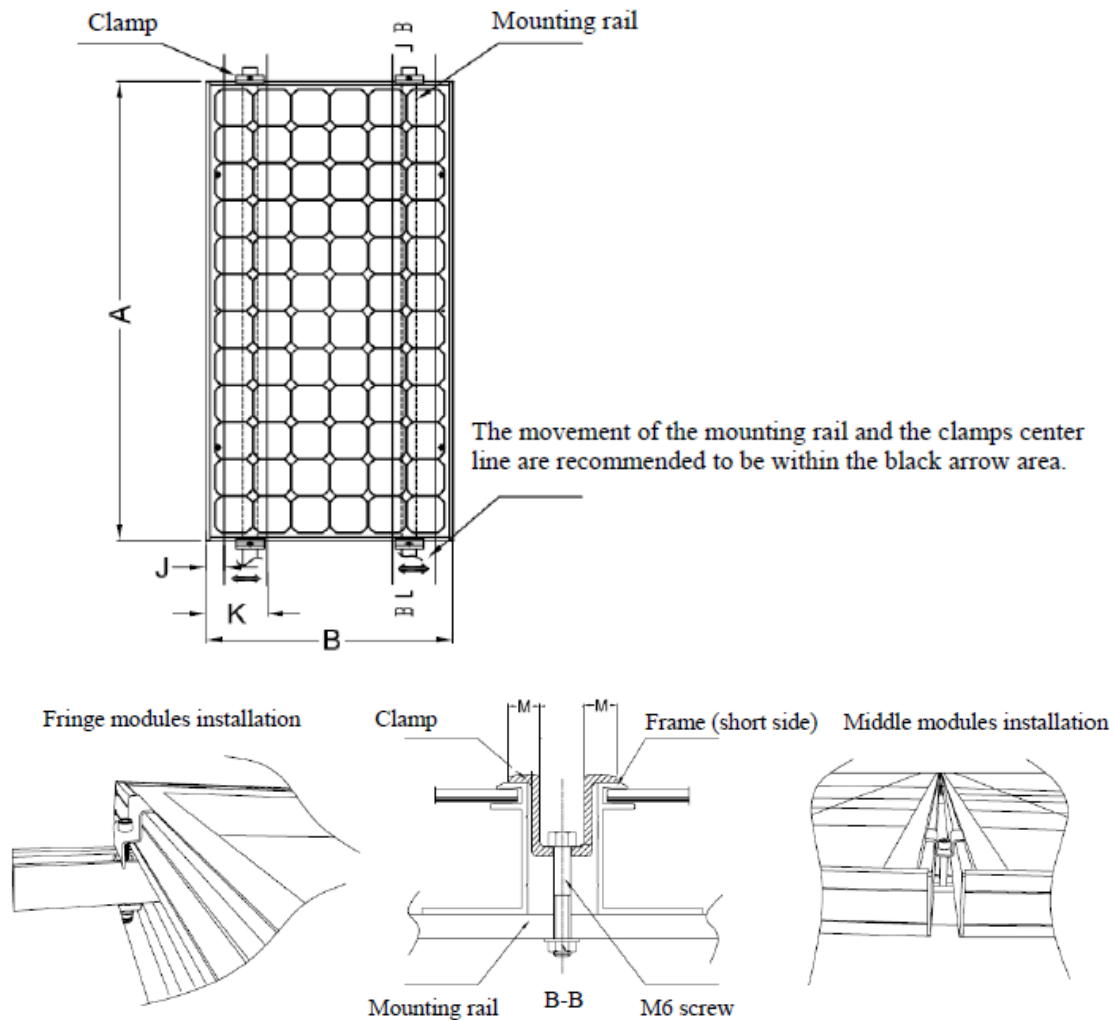 Clamp
Mounting rail
B
A
The movement of the mounting rail and the clamps center
line are recommended to be within the black arrow area.
J
K
B
B
Fringe modules installation
Clamp
M
M
Frame (short side)
Middle modules installation
Mounting rail
B-B
M6 screw